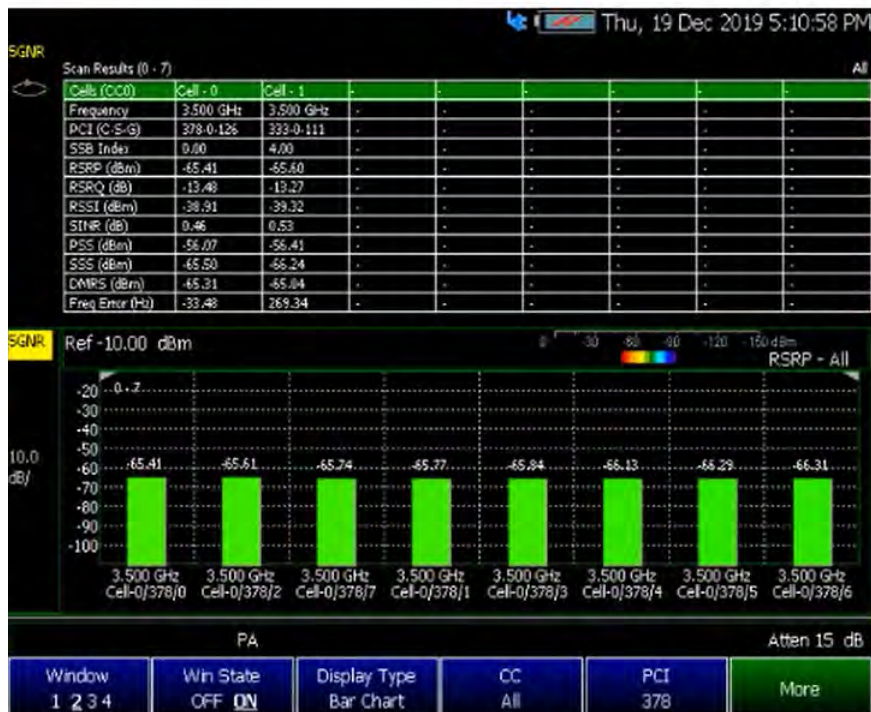 Thu, 19 Dec 2019 5:10:58 PM
5GNR
Scan Results (0 - 7) All
Cells (CC0) Cell - 0 Cell - 1 - - - - - -
Frequency 3.500 GHz 3.500 GHz - - - - - -
PCI (C-S-G) 378-0-126 333-0-111 - - - - - -
SSB Index 0.00 4.00 - - - - - -
RSRP (dBm) -65.41 -65.60 - - - - - -
RSRQ (dB) -13.48 -13.27 - - - - - -
RSSI (dBm) -38.91 -39.32 - - - - - -
SINR (dB) 0.46 0.53 - - - - - -
PSS (dBm) -56.07 -56.41 - - - - - -
SSS (dBm) -65.50 -66.24 - - - - - -
DMRS (dBm) -65.31 -65.04 - - - - - -
Freq Error (Hz) -33.48 269.34 - - - - - -
5GNR Ref -10.00 dBm 0 -30 -60 -90 -120 -150 dBm
RSRP - All
0 - 7
-20
-30
-40
-50
10.0
dB/
-60 -65.41 -65.61 -65.74 -65.77 -65.84 -66.13 -66.29 -66.31
-70
-80
-90
-100
3.500 GHz 3.500 GHz 3.500 GHz 3.500 GHz 3.500 GHz 3.500 GHz 3.500 GHz 3.500 GHz
Cell-0/378/0 Cell-0/378/2 Cell-0/378/7 Cell-0/378/1 Cell-0/378/3 Cell-0/378/4 Cell-0/378/5 Cell-0/378/6
PA Atten 15 dB
Window Win State Display Type CC PCI More
1 2 3 4 OFF ON Bar Chart All 378